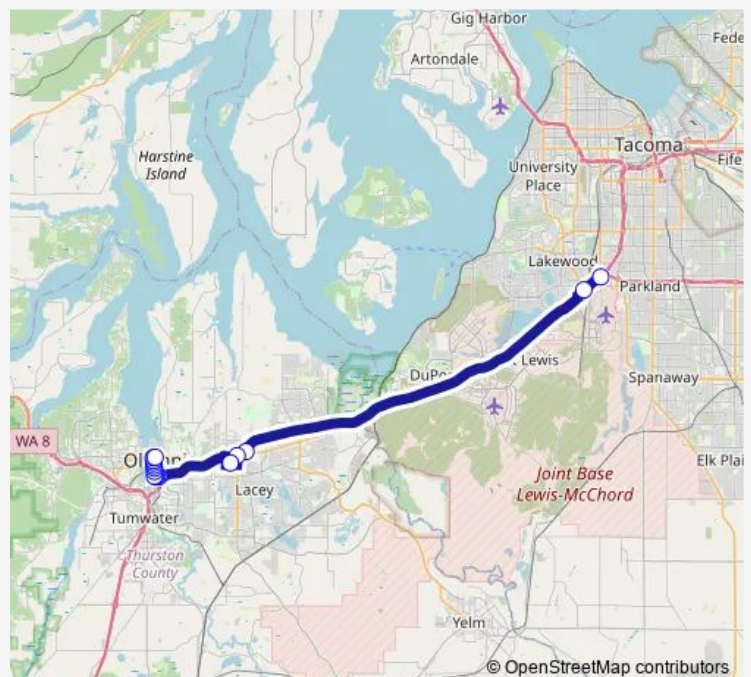 Gig Harbor
Fede
Artondale
Harstine
Island
Tacoma
Fife
University
Place
Lakewood
Parkland
Lewis
Spanaway
WA 8
Elk Plai
Lacey
Joint Base
Lewis-McChord
Tumwater
Thurston
County
Yelm
© OpenStreetMap contributors